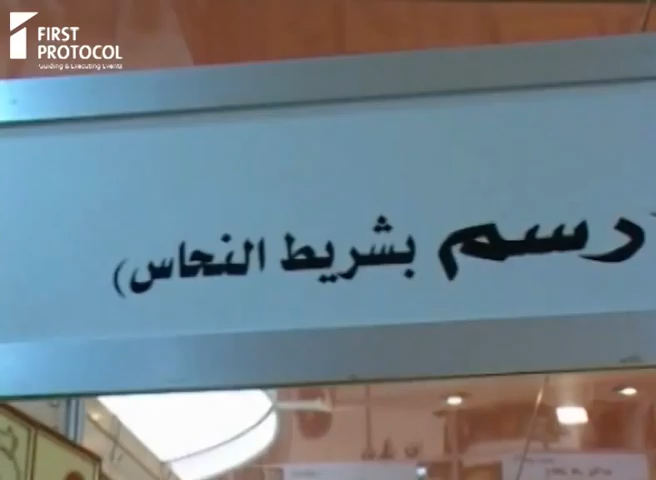 FIRST
PROTOCOL
Guiding & Executing Events
رسم بشريط النحاس)